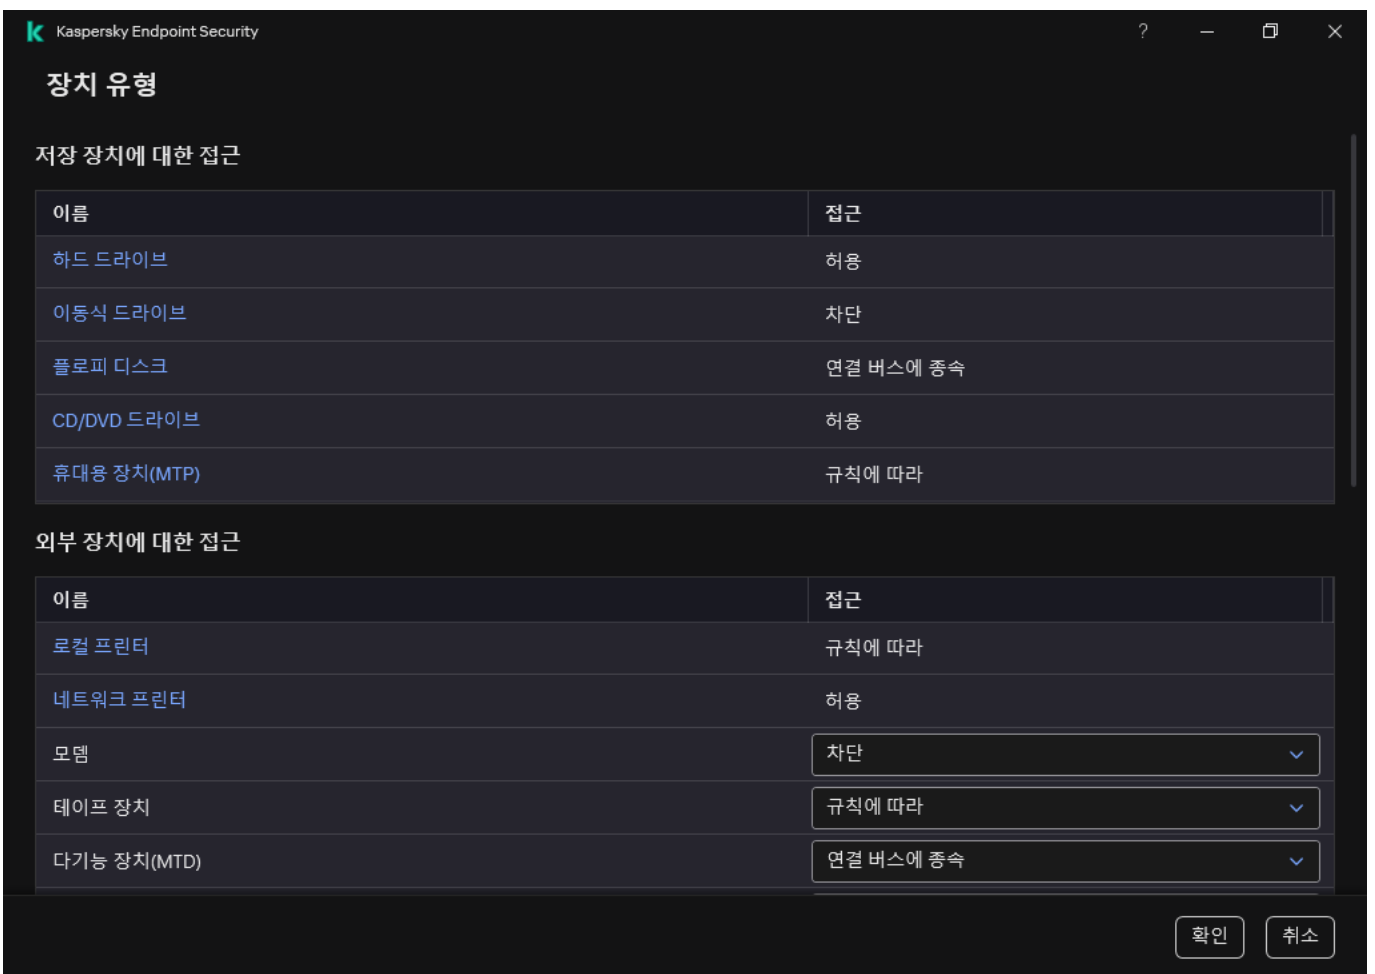 Kaspersky Endpoint Security
장치 유형
저장 장치에 대한 접근
이름 접근
하드 드라이브 허용
이동식 드라이브 차단
플로피 디스크 연결 버스에 종속
CD/DVD 드라이브 허용
휴대용 장치(MTP) 규칙에 따라
외부 장치에 대한 접근
이름 접근
로컬 프린터 규칙에 따라
네트워크 프린터 허용
모뎀 차단
테이프 장치 규칙에 따라
다기능 장치(MTD) 연결 버스에 종속
확인 취소